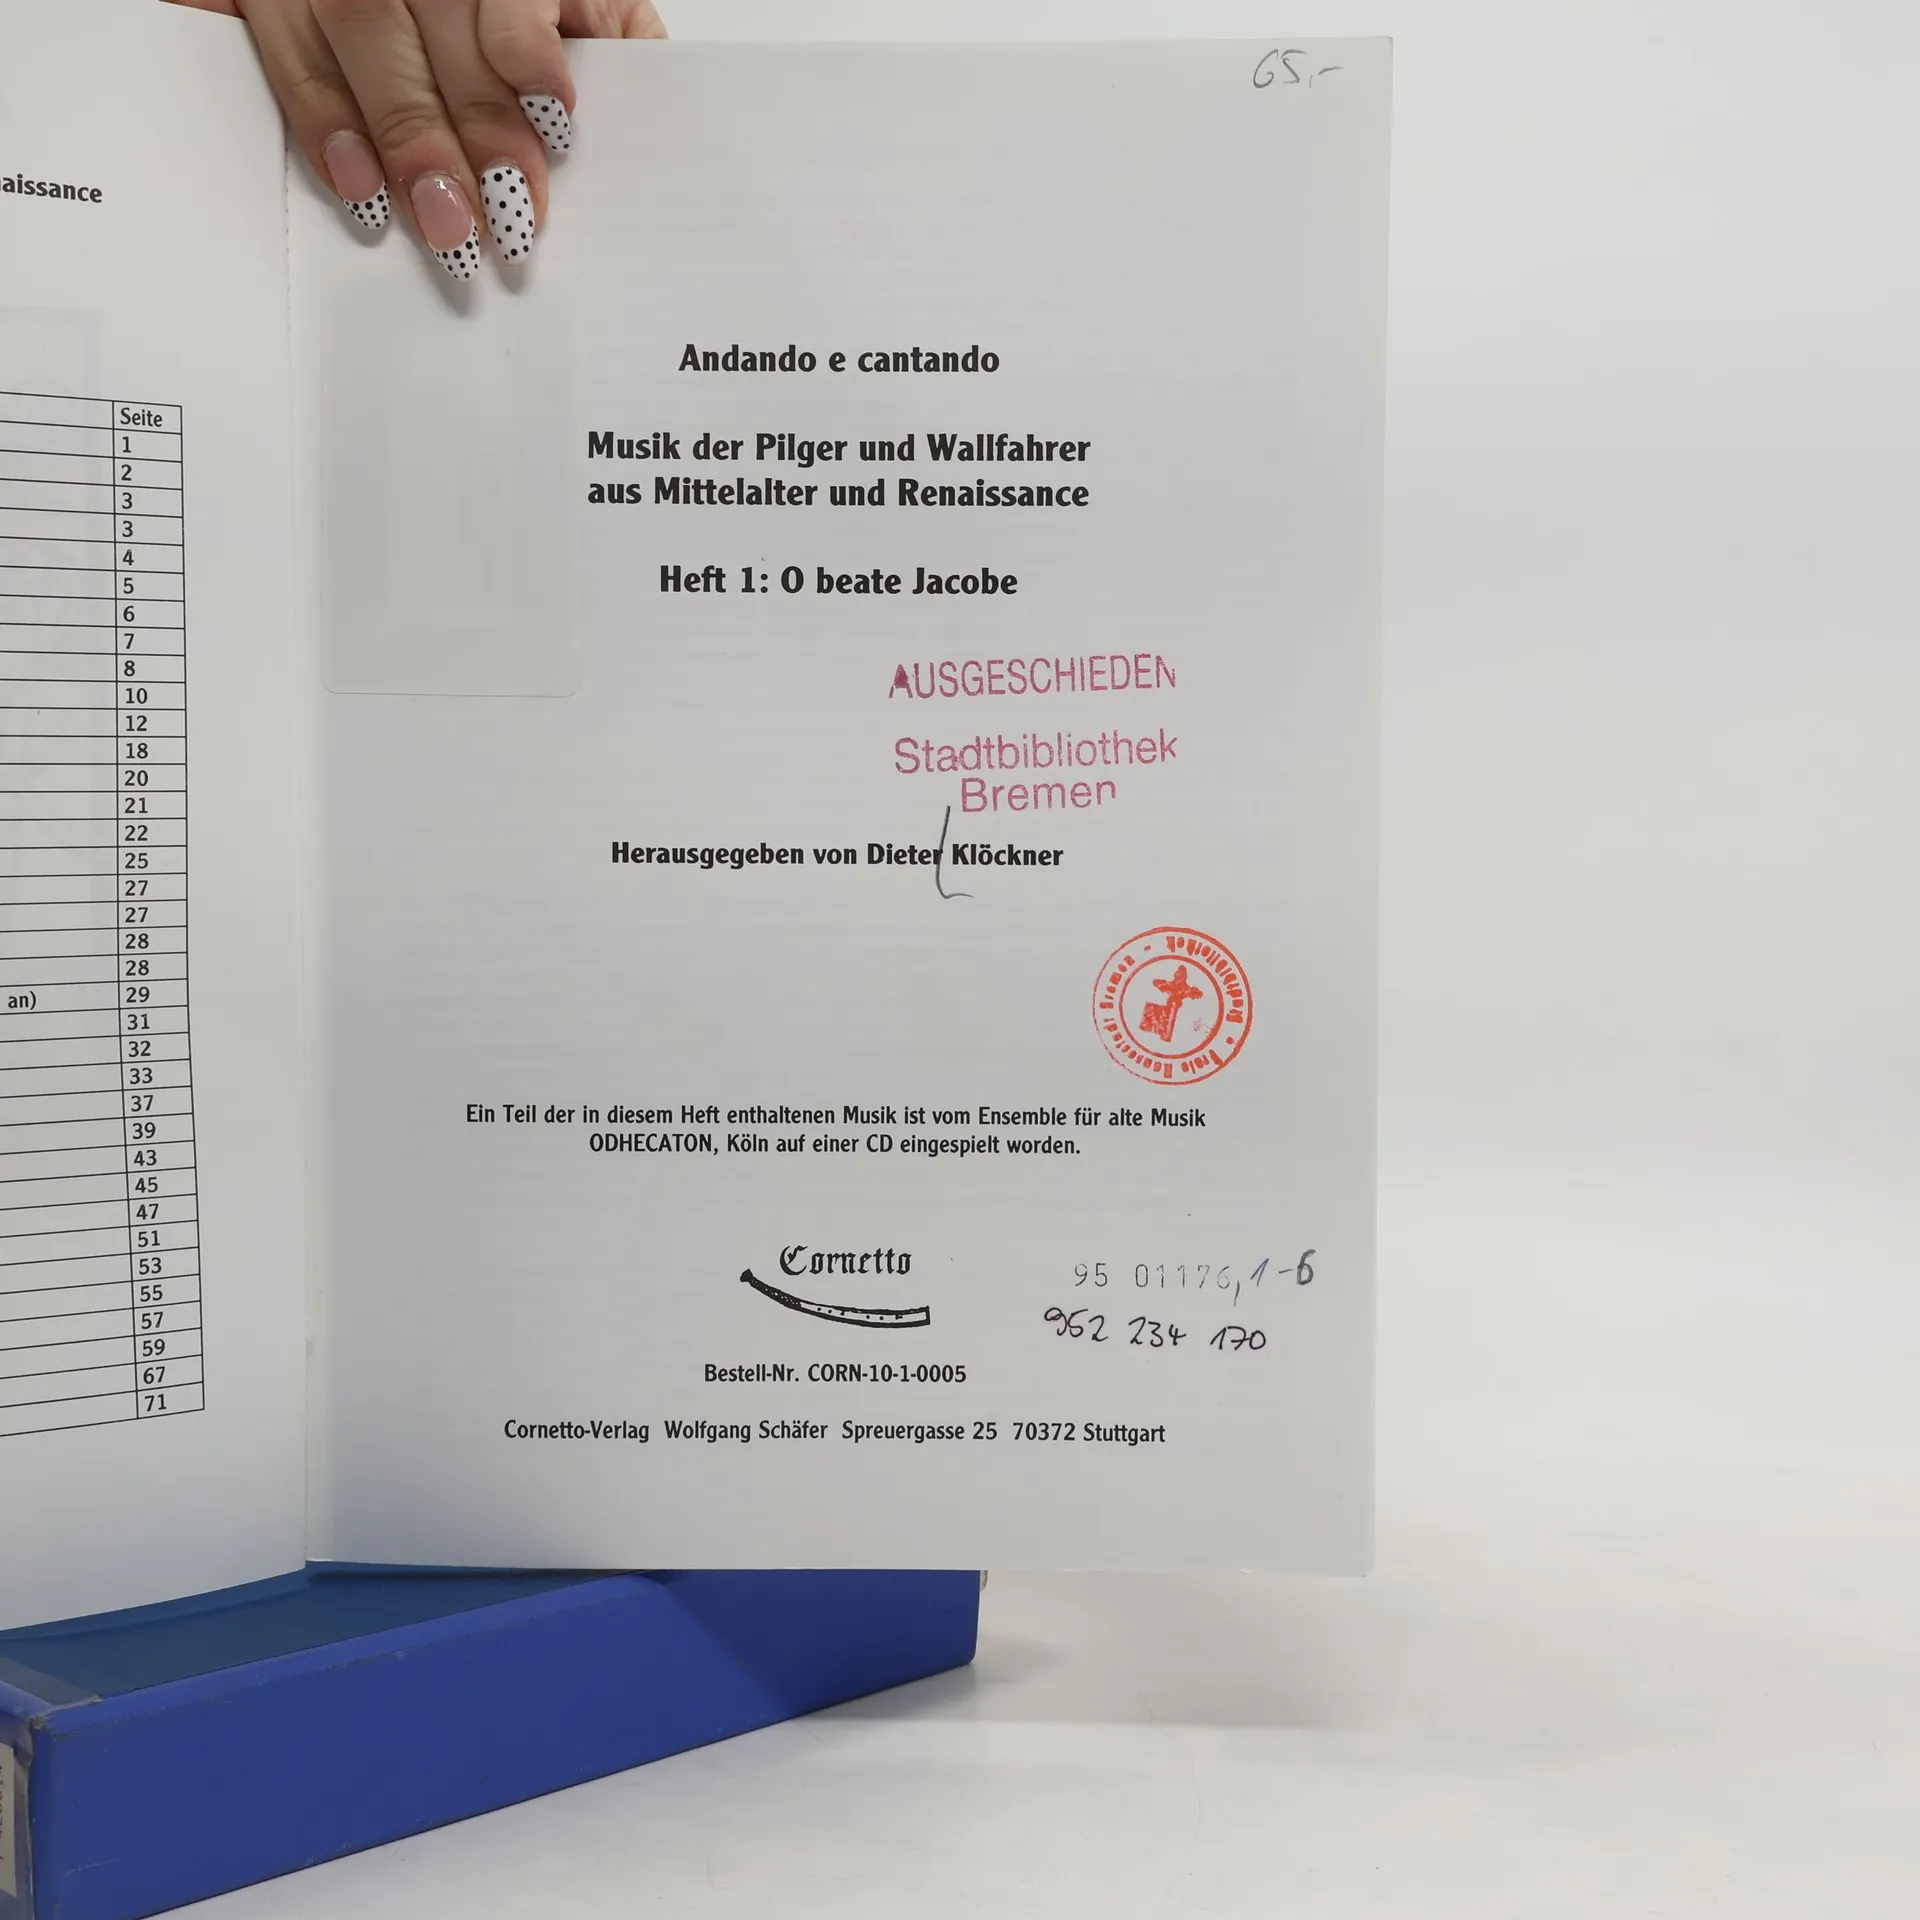 aissance
Seite
1
2
3
3
4
5
6
7
8
10
12
18
20
21
22
25
27
27
28
28
an) 29
31
32
33
37
39
43
45
47
51
53
55
57
59
67
71
65,-
Andando e cantando
Musik der Pilger und Wallfahrer
aus Mittelalter und Renaissance
Heft 1: O beate Jacobe
AUSGESCHIEDEN
Stadtbibliothek
Bremen
Herausgegeben von Dieter Klöckner
Stadtbibliothek - Bremen
Ein Teil der in diesem Heft enthaltenen Musik ist vom Ensemble für alte Musik
ODHECATON, Köln auf einer CD eingespielt worden.
Cornetto
95 01176,1-6
952 234 170
Bestell-Nr. CORN-10-1-0005
Cornetto-Verlag Wolfgang Schäfer Spreuergasse 25 70372 Stuttgart